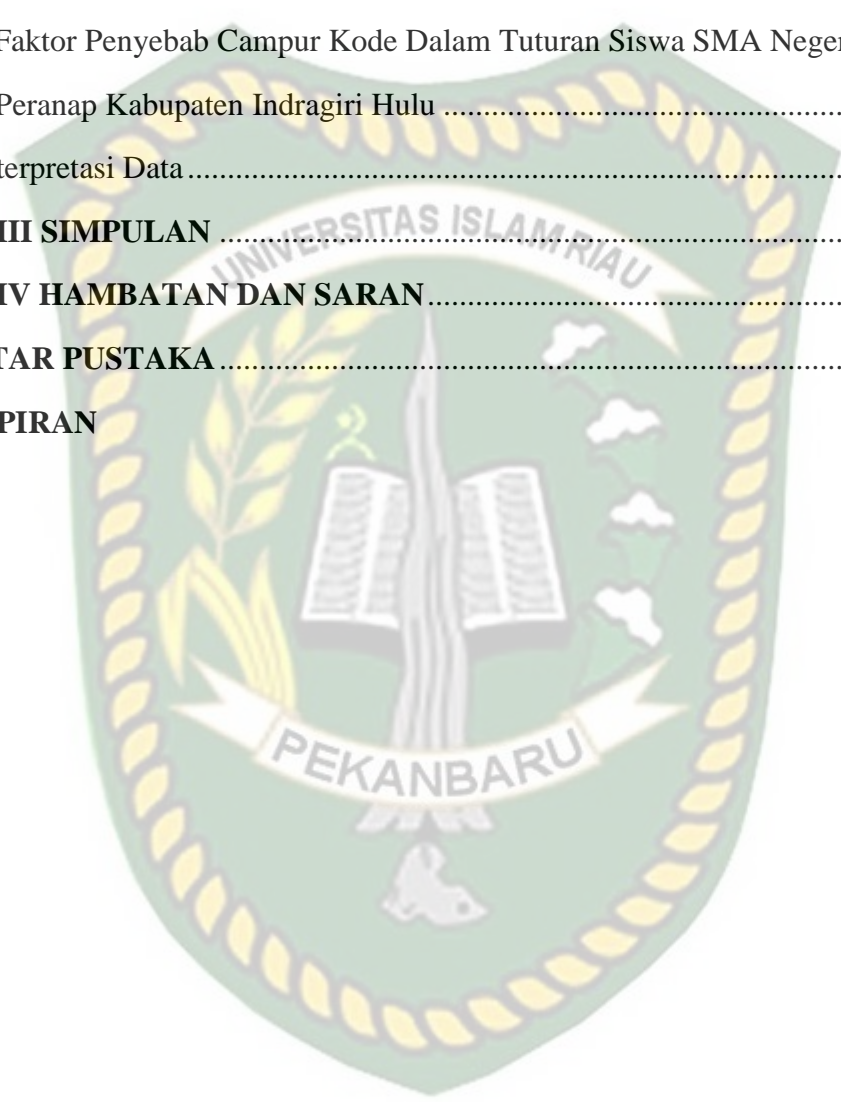 Faktor Penyebab Campur Kode Dalam Tuturan Siswa SMA Neger
Peranap Kabupaten Indragiri Hulu ................................................
terpretasi Data ................................................................................
III SIMPULAN ............................................................................
IV HAMBATAN DAN SARAN ....................................................
TAR PUSTAKA ............................................................................
PIRAN
UNIVERSITAS ISLAM RIAU
PEKANBARU